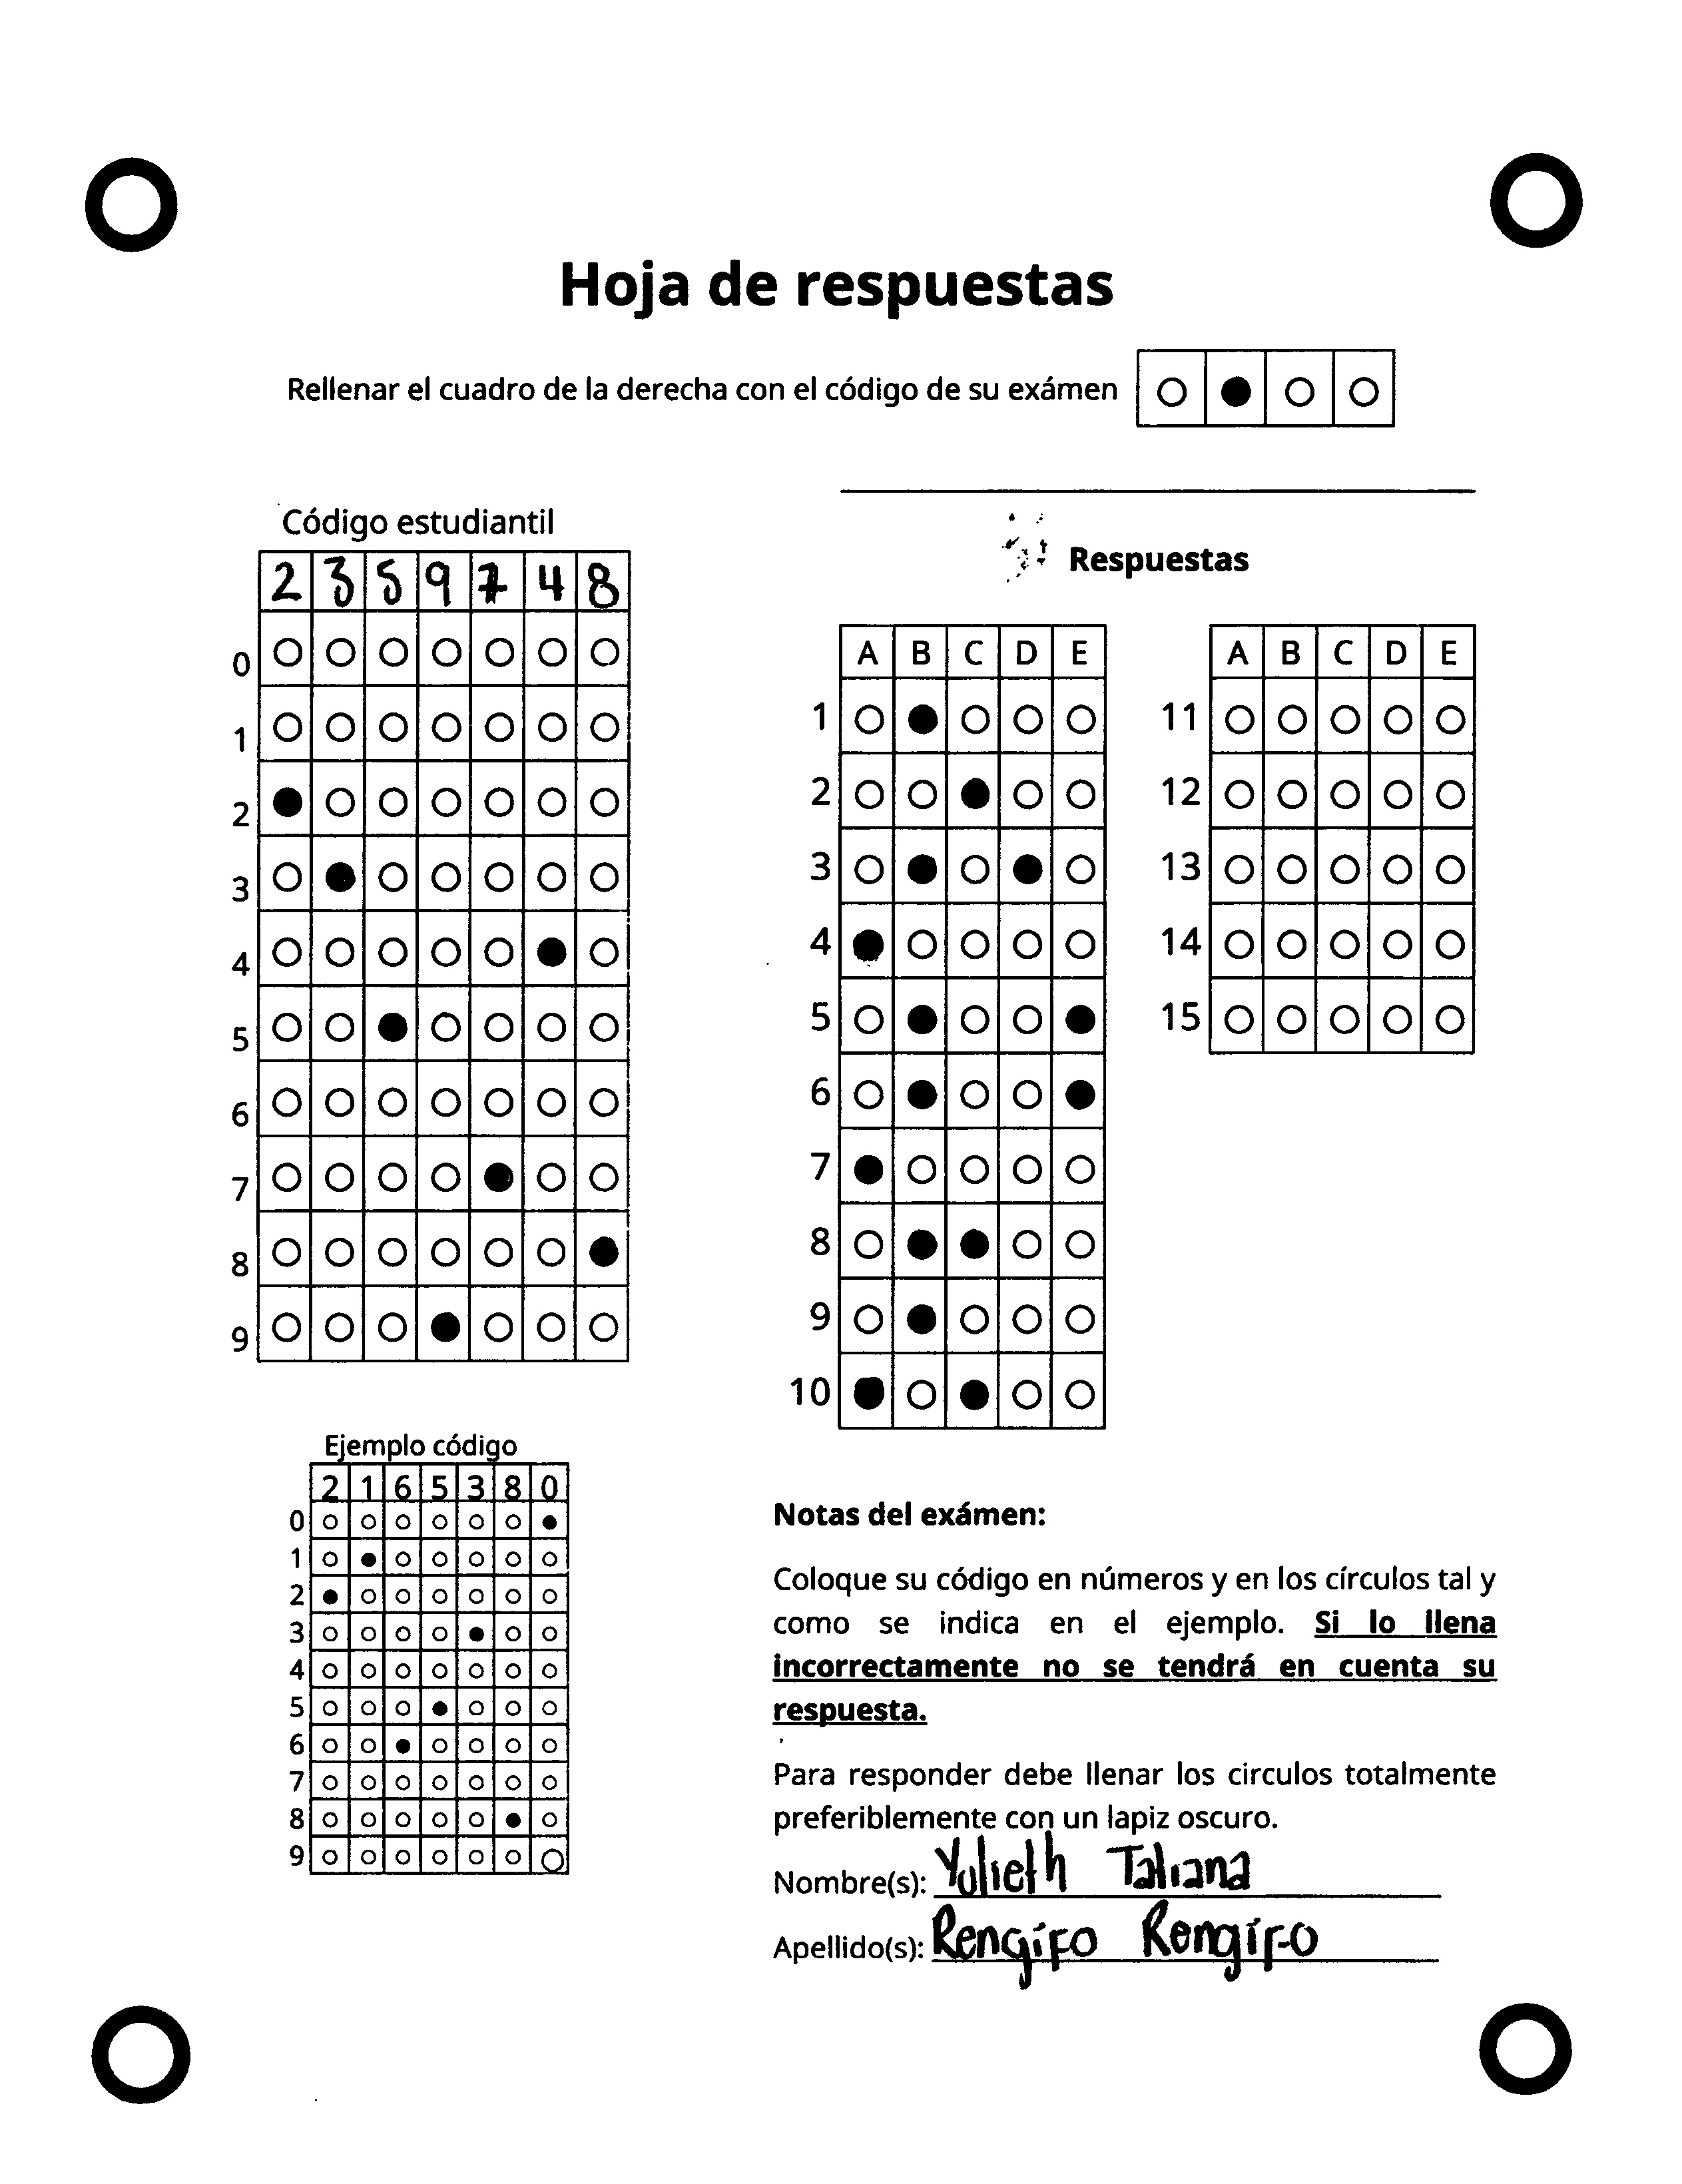 Hoja de respuestas
Rellenar el cuadro de la derecha con el código de su exámen
Código estudiantil
2 3 5 9 7 4 8
0
1
2
3
4
5
6
7
8
9
Respuestas
A B C D E
1
2
3
4
5
6
7
8
9
10
A B C D E
11
12
13
14
15
Ejemplo código
2 1 6 5 3 8 0
0
1
2
3
4
5
6
7
8
9
Notas del exámen:
Coloque su código en números y en los círculos tal y
como se indica en el ejemplo. Si lo llena
incorrectamente no se tendrá en cuenta su
respuesta.
Para responder debe llenar los circulos totalmente
preferiblemente con un lapiz oscuro.
Nombre(s): Yulieth Tatiana
Apellido(s): Rengifo Rengifo